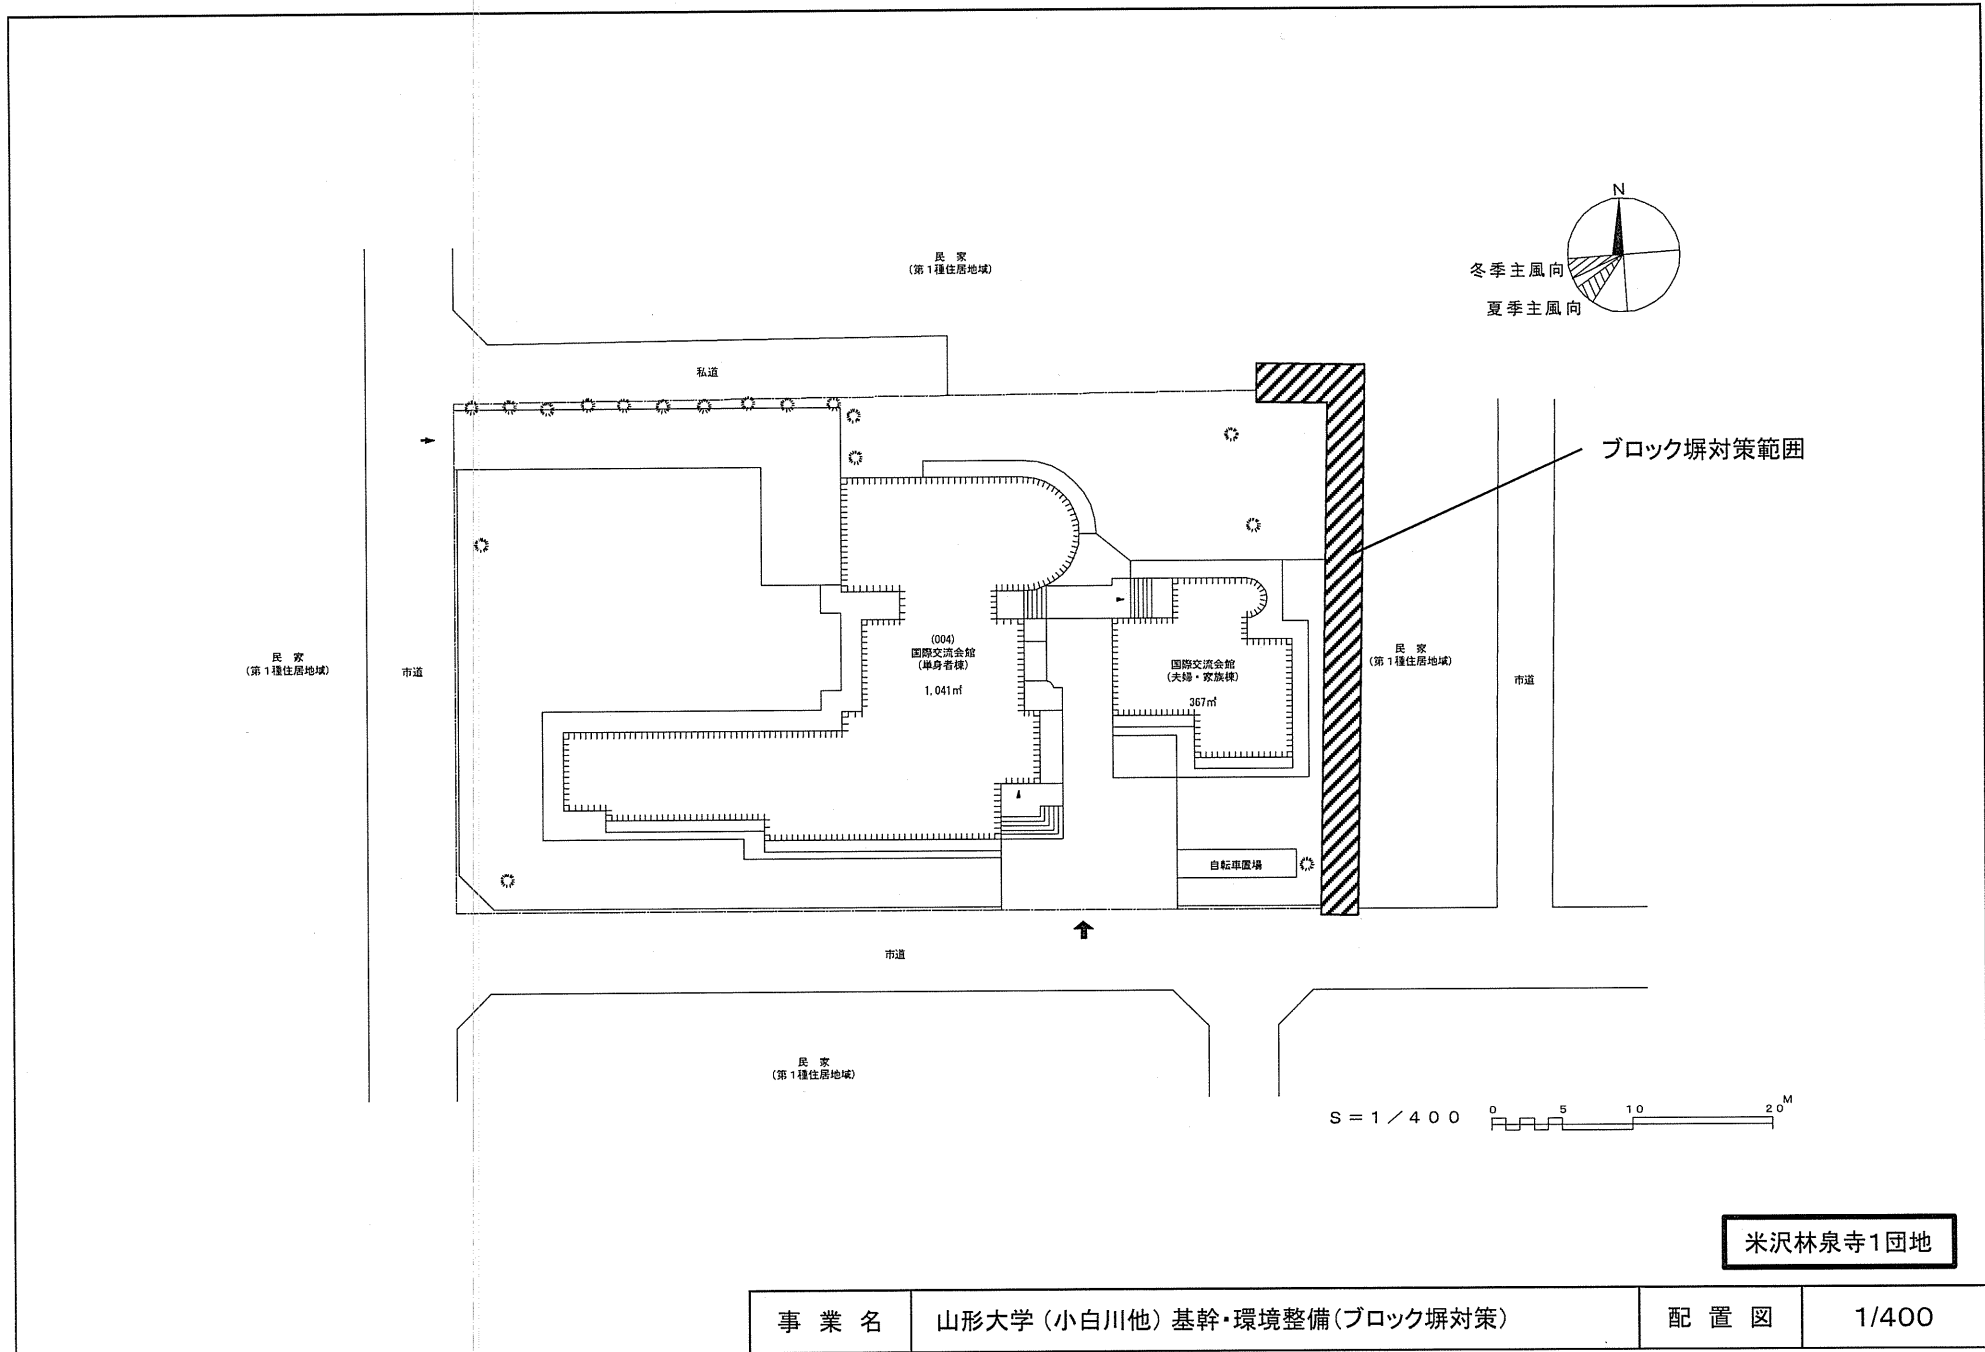 N
冬季主風向
夏季主風向
民 家
(第1種住居地域)
私道
ブロック塀対策範囲
民 家
(第1種住居地域)
市道
(004)
国際交流会館
(単身者棟)
1,041㎡
国際交流会館
(夫婦・家族棟)
367㎡
民 家
(第1種住居地域)
市道
自転車置場
市道
民 家
(第1種住居地域)
S=1/400
0 5 10 20M
米沢林泉寺1団地
事業名 山形大学(小白川他)基幹・環境整備(ブロック塀対策) 配置図 1/400